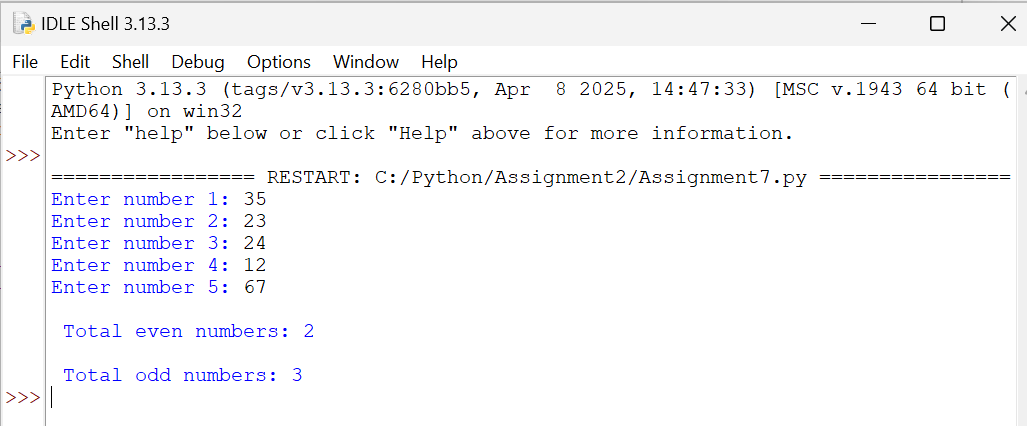 IDLE Shell 3.13.3
File Edit Shell Debug Options Window Help
Python 3.13.3 (tags/v3.13.3:6280bb5, Apr  8 2025, 14:47:33) [MSC v.1943 64 bit (
AMD64)] on win32
Enter "help" below or click "Help" above for more information.
>>>
================= RESTART: C:/Python/Assignment2/Assignment7.py ================
Enter number 1: 35
Enter number 2: 23
Enter number 3: 24
Enter number 4: 12
Enter number 5: 67
Total even numbers: 2
Total odd numbers: 3
>>>